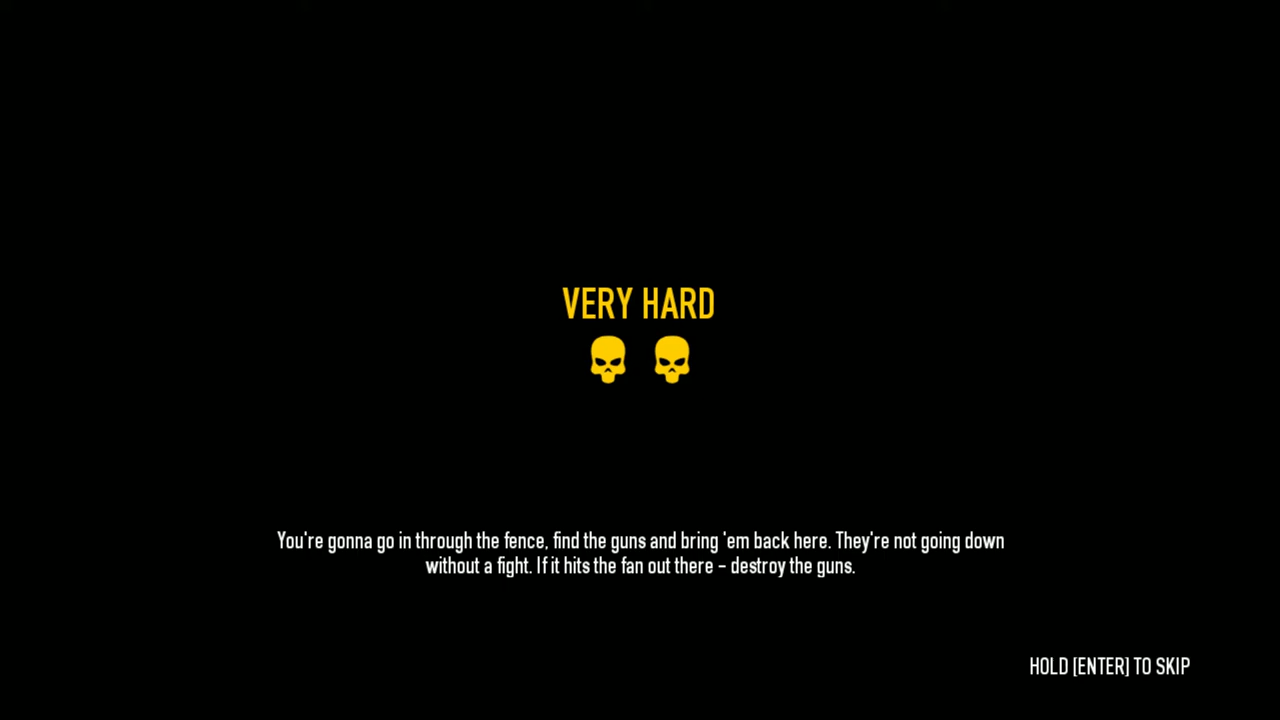 VERY HARD
You're gonna go in through the fence, find the guns and bring 'em back here. They're not going down
without a fight. If it hits the fan out there - destroy the guns.
HOLD [ENTER] TO SKIP